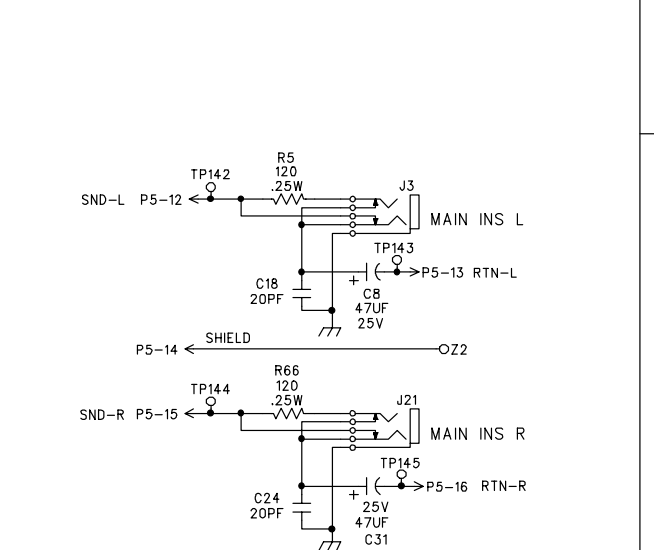 R5
120
.25W
TP142
J3
SND-L P5-12
MAIN INS L
TP143
P5-13 RTN-L
+
C18
20PF
C8
47UF
25V
SHIELD
P5-14
Z2
R66
120
.25W
TP144
J21
SND-R P5-15
MAIN INS R
TP145
P5-16 RTN-R
+
C24
20PF
25V
47UF
C31